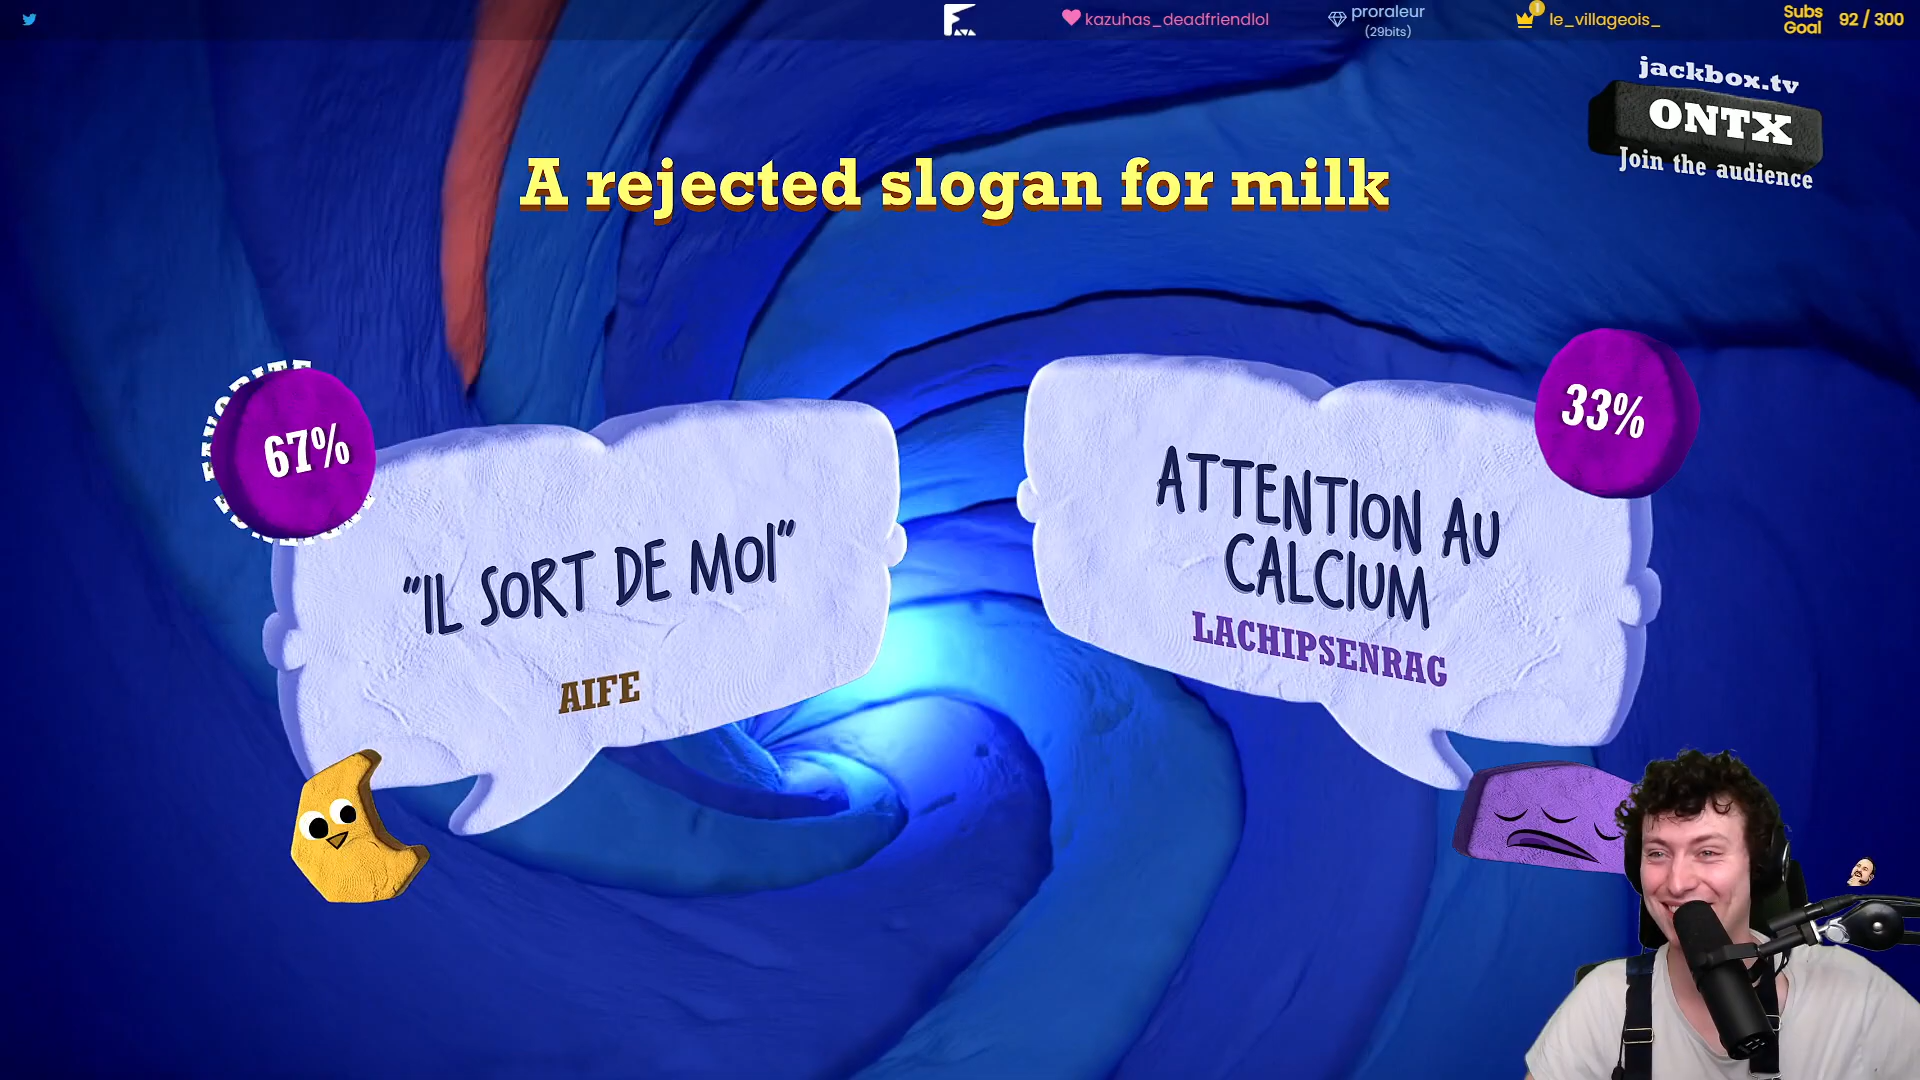 kazuhas_deadfriendlol
proraleur
(29bits)
1
le_villageois_
Subs
Goal
92 / 300
jackbox.tv
ONTX
Join the audience
A rejected slogan for milk
67%
33%
"IL SORT DE MOI"
AIFE
ATTENTION AU
CALCIUM
LACHIPSENRAG